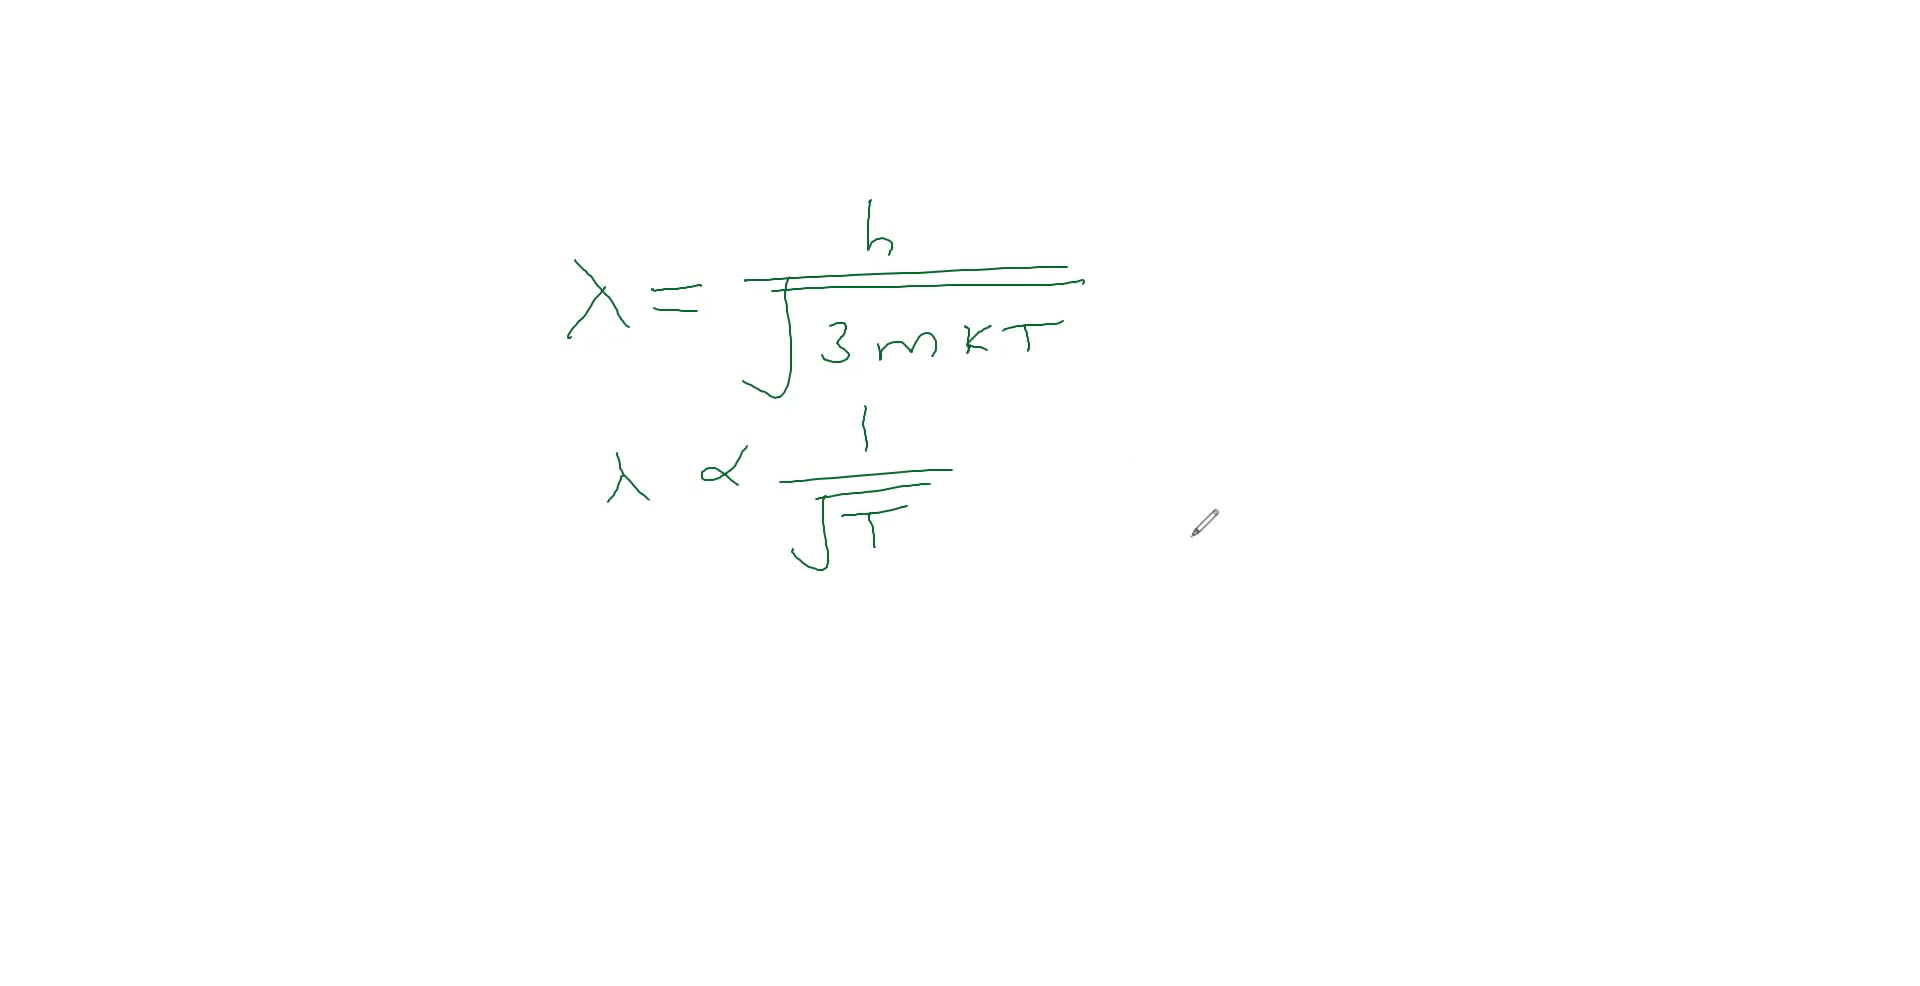 λ = h / √(3mKT)
λ ∝ 1 / √T